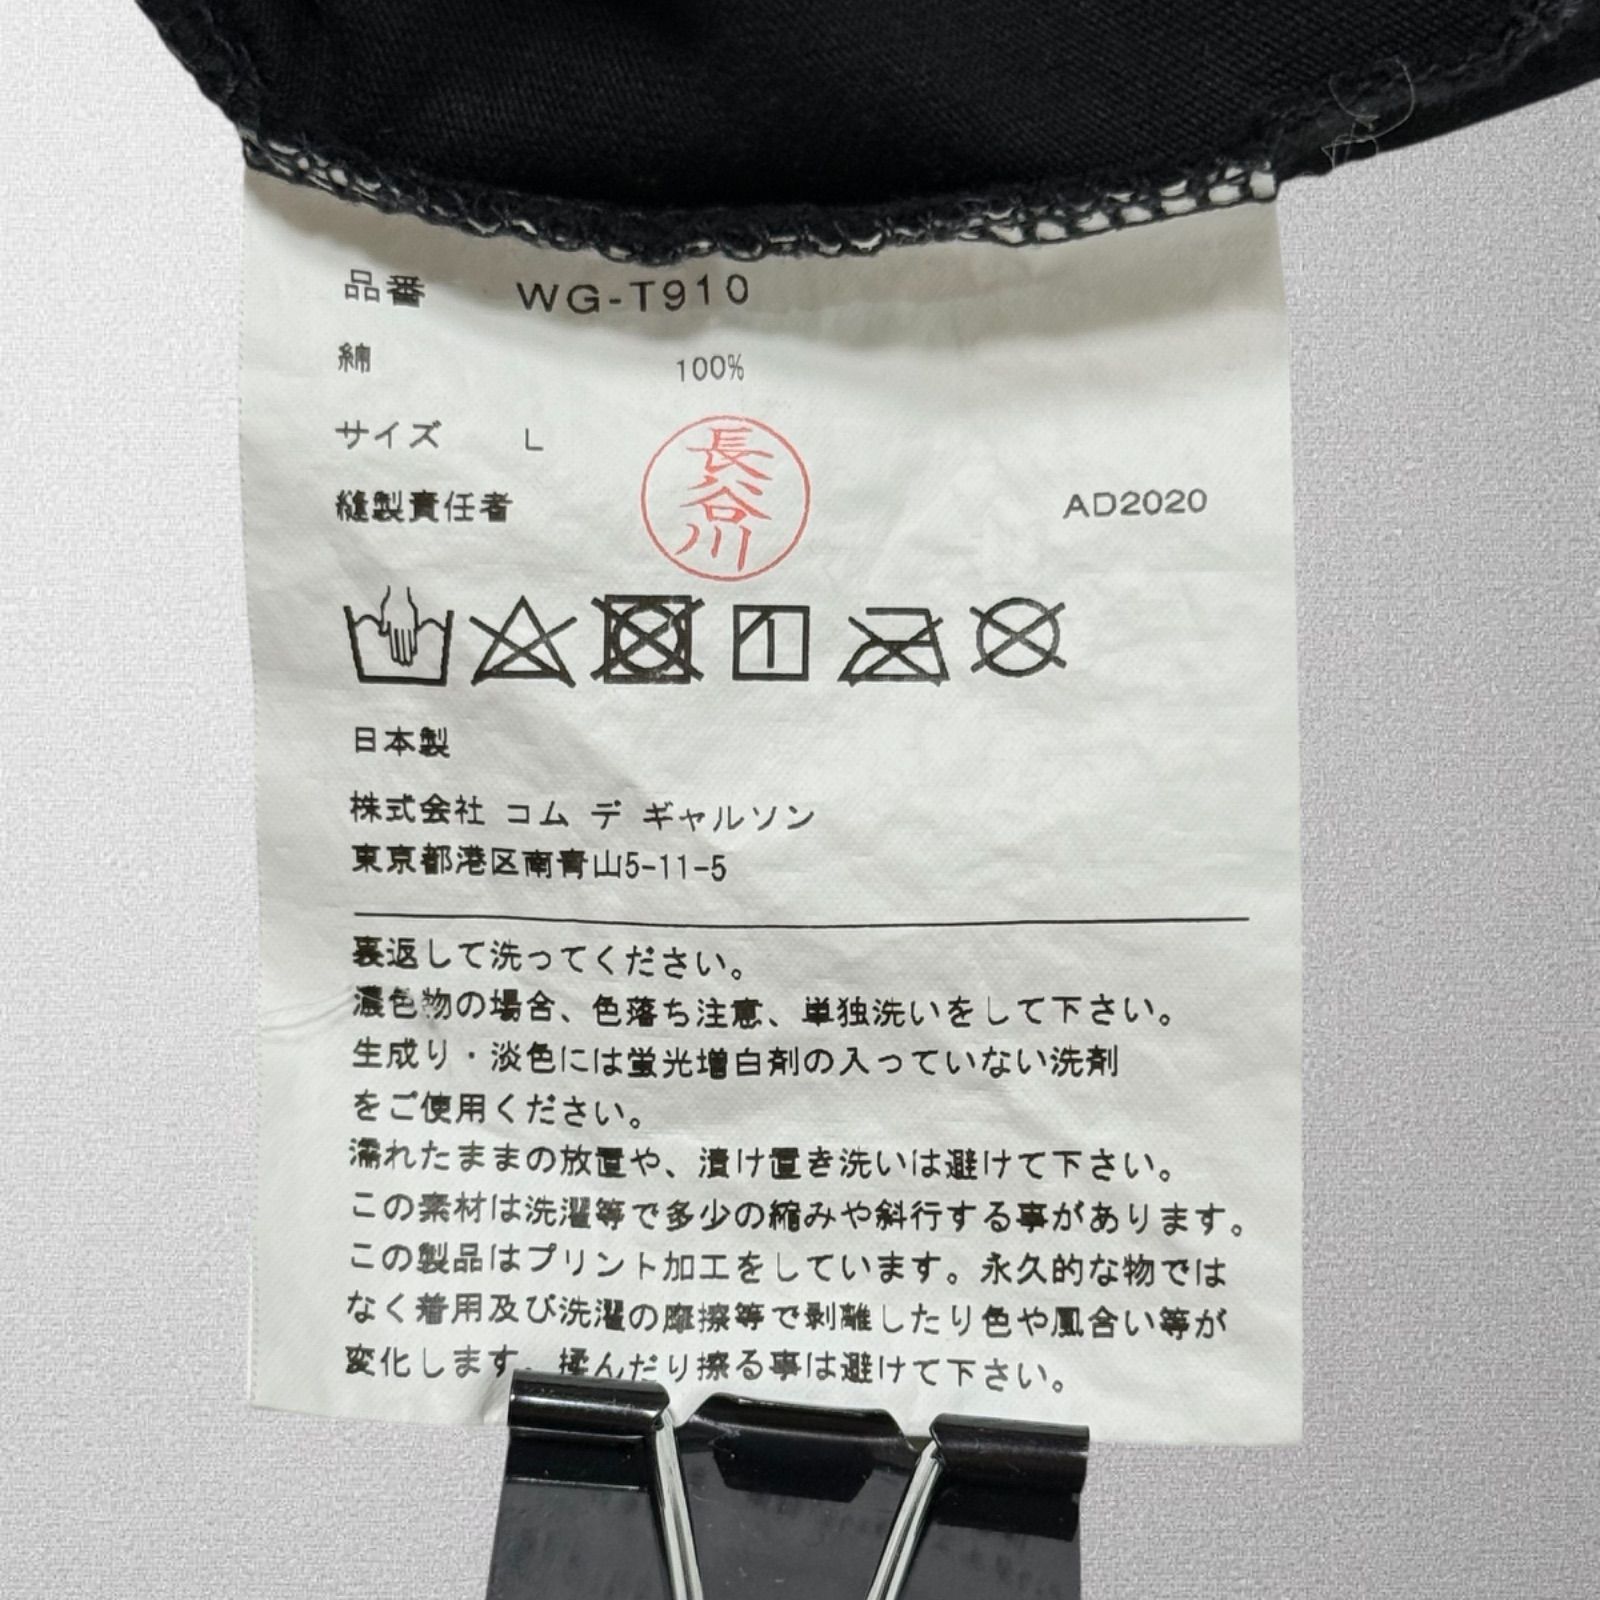 品番 WG-T910
綿 100%
サイズ L
長谷川
縫製責任者 AD2020
日本製
株式会社 コム デ ギャルソン
東京都港区南青山5-11-5
裏返して洗ってください。
濃色物の場合、色落ち注意、単独洗いをして下さい。
生成り・淡色には蛍光増白剤の入っていない洗剤
をご使用ください。
濡れたままの放置や、漬け置き洗いは避けて下さい。
この素材は洗濯等で多少の縮みや斜行する事があります。
この製品はプリント加工をしています。永久的な物では
なく着用及び洗濯の摩擦等で剥離したり色や風合い等が
変化します。揉んだり擦る事は避けて下さい。